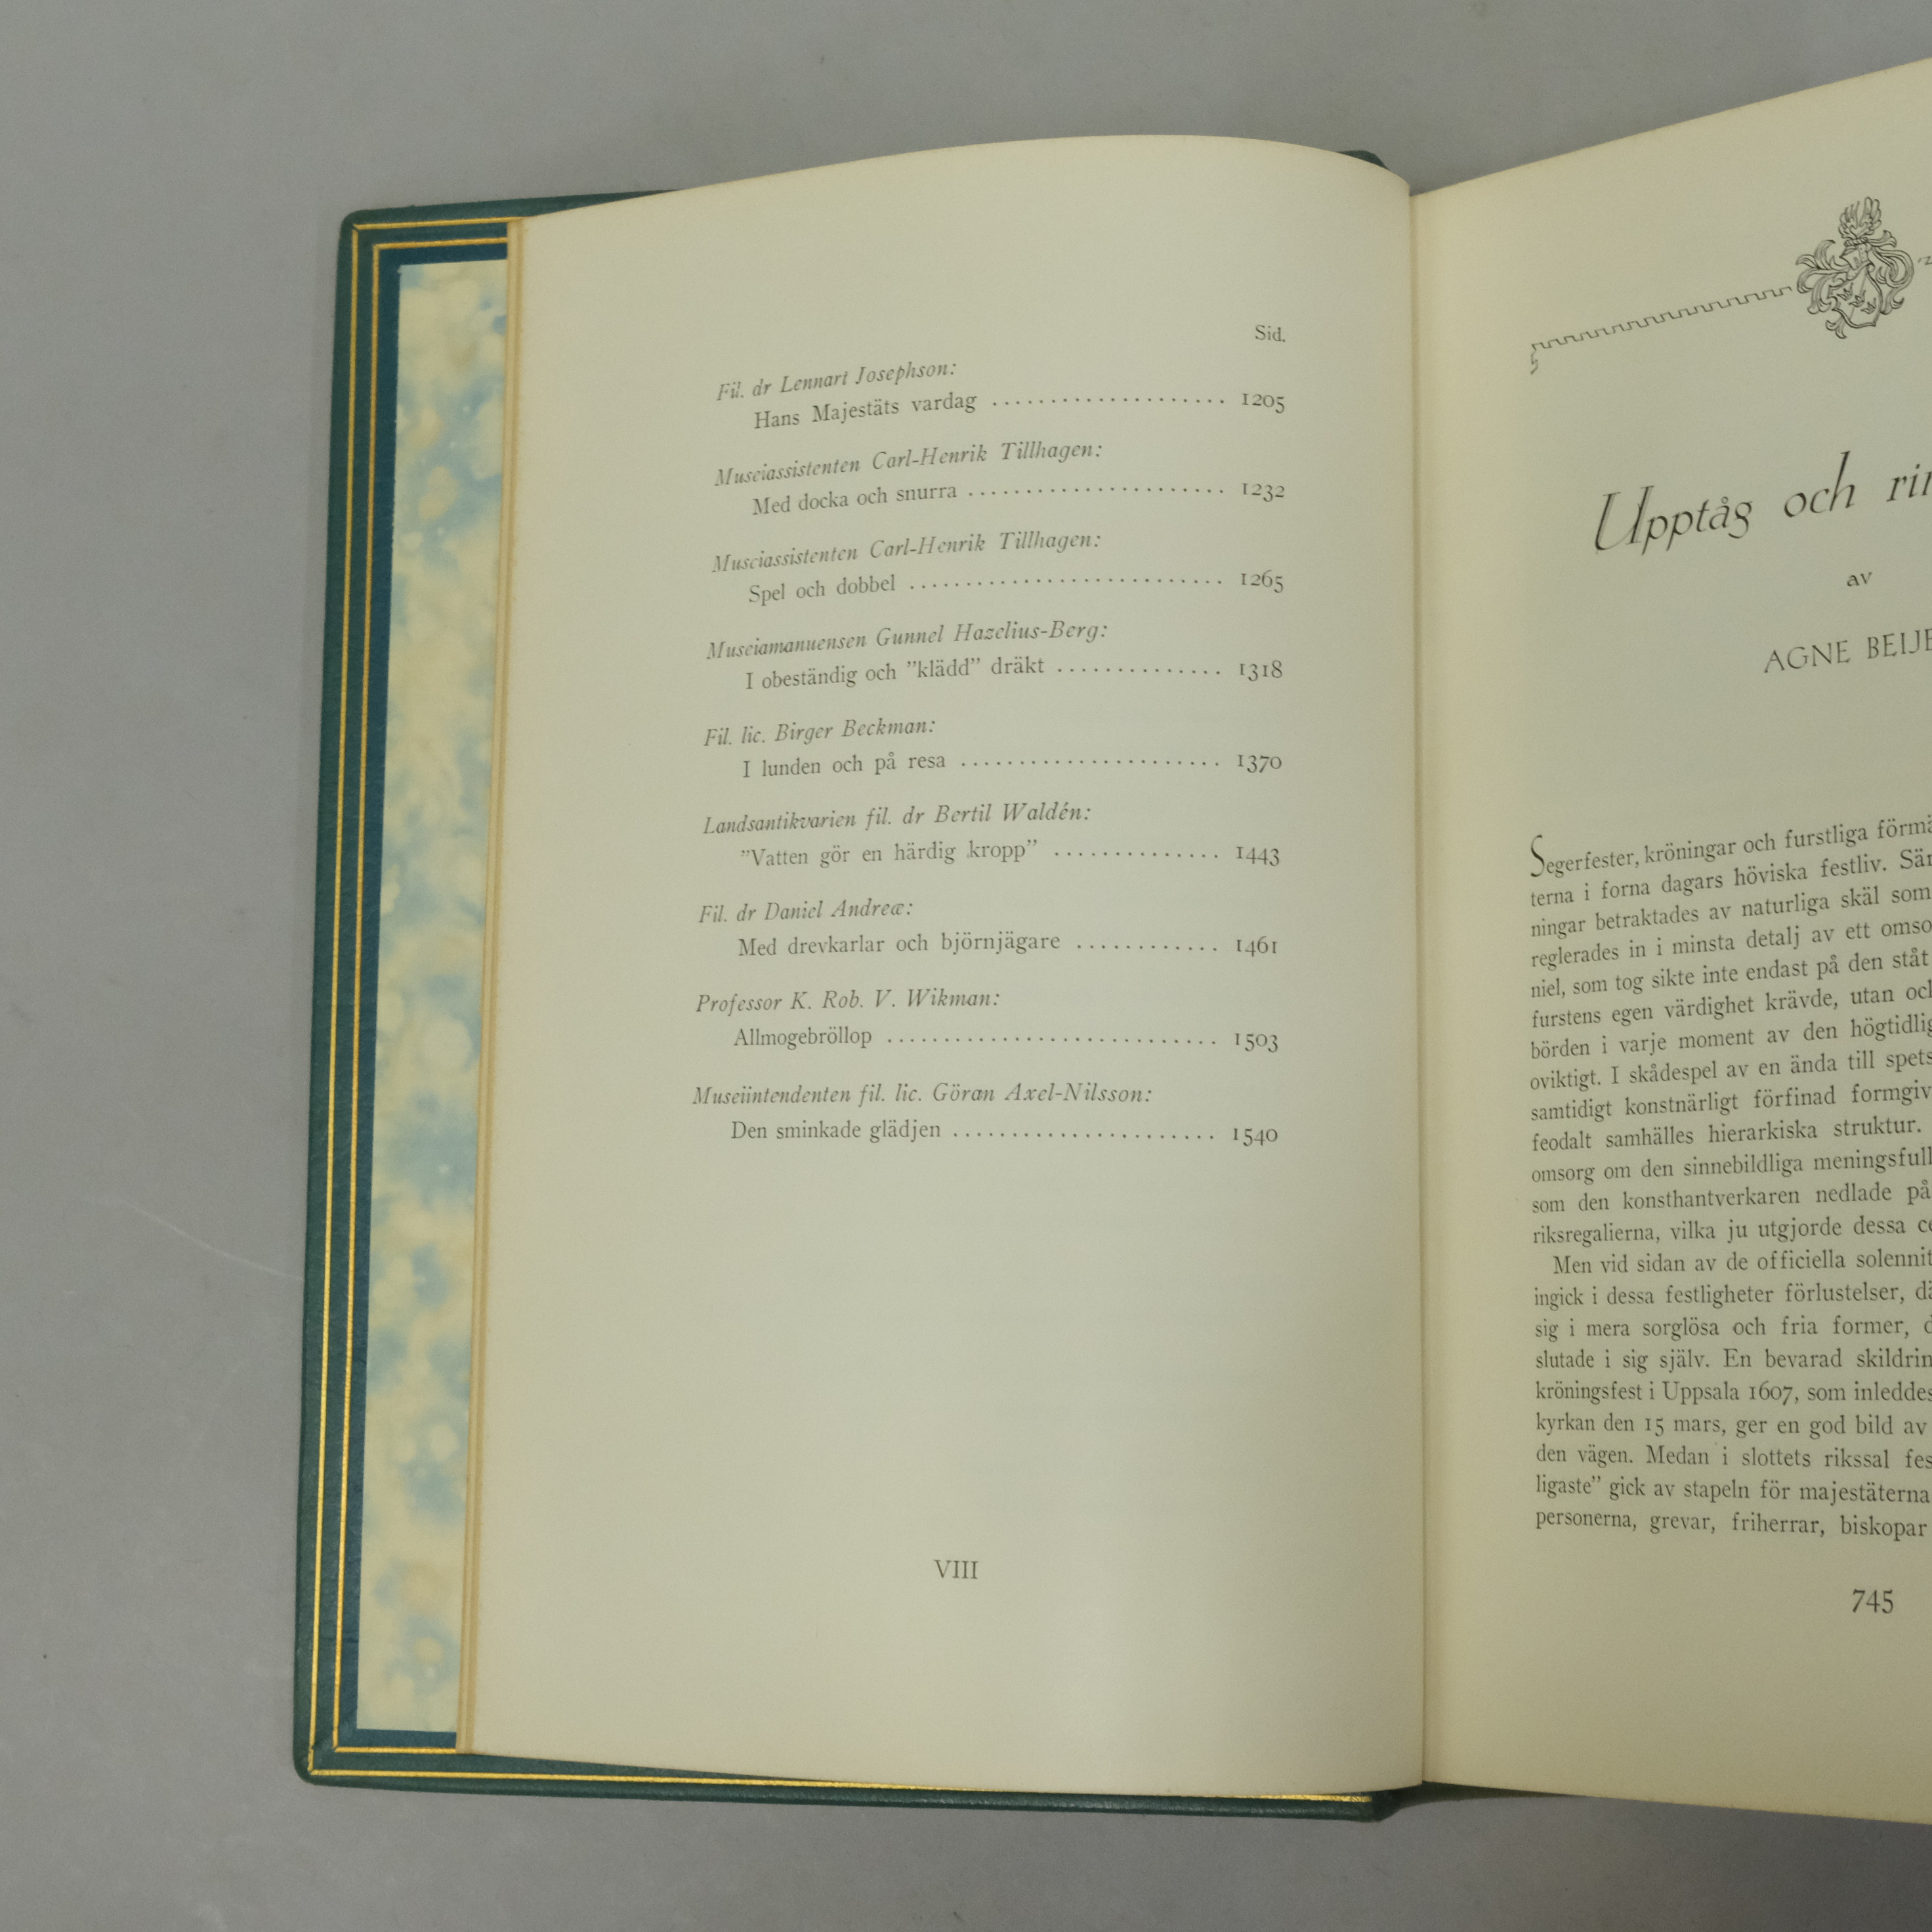 Sid.
Fil. dr Lennart Josephson:
Hans Majestäts vardag .................... 1205
Museiassistenten Carl-Henrik Tillhagen:
Med docka och snurra ...................... 1232
Museiassistenten Carl-Henrik Tillhagen:
Spel och dobbel ........................... 1265
Museiamanuensen Gunnel Hazelius-Berg:
I obeständig och ”klädd” dräkt .............. 1318
Fil. lic. Birger Beckman:
I lunden och på resa ...................... 1370
Landsantikvarien fil. dr Bertil Waldén:
”Vatten gör en härdig kropp” .............. 1443
Fil. dr Daniel Andreæ:
Med drevkarlar och björnjägare ............ 1461
Professor K. Rob. V. Wikman:
Allmogebröllop ............................ 1503
Museiintendenten fil. lic. Göran Axel-Nilsson:
Den sminkade glädjen ...................... 1540
VIII
Upptåg och
av
AGNE
Segerfester, kröningar och furstliga
terna i forna dagars höviska festliv.
ningar betraktades av naturliga skäl som
reglerades in i minsta detalj av ett
niel, som tog sikte inte endast på den
furstens egen värdighet krävde, utan
börden i varje moment av den
oviktigt. I skådespel av en ända till
samtidigt konstnärligt förfinad
feodalt samhälles hierarkiska struktur.
omsorg om den sinnebildliga
som den konsthantverkaren nedlade på
riksregalierna, vilka ju utgjorde dessa
Men vid sidan av de officiella
ingick i dessa festligheter förlustelser,
sig i mera sorglösa och fria former,
slutade i sig själv. En bevarad
kröningsfest i Uppsala 1607, som
kyrkan den 15 mars, ger en god bild av
den vägen. Medan i slottets rikssal
ligaste” gick av stapeln för majestäterna
personerna, grevar, friherrar, biskopar
745